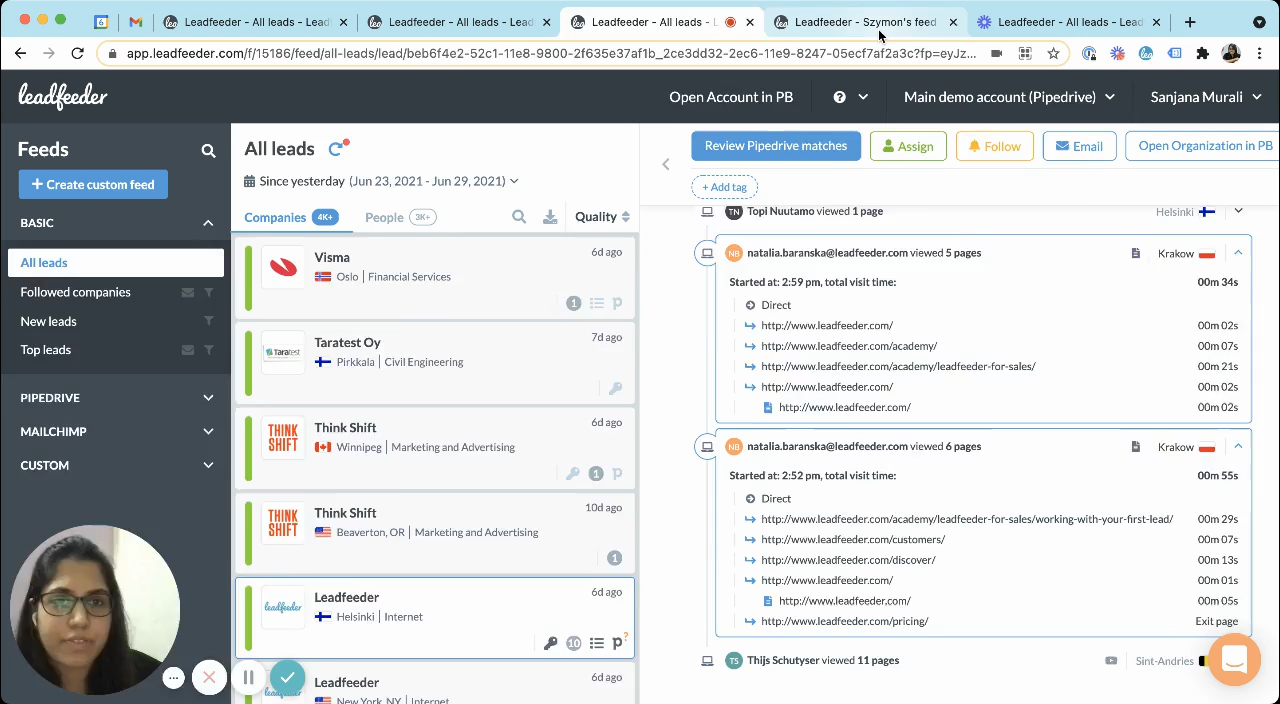 Leadfeeder - All leads - Lead
Leadfeeder - All leads - Lead
Leadfeeder - All leads - L
Leadfeeder - Szymon's feed
Leadfeeder - All leads - Lead
app.leadfeeder.com/f/15186/feed/all-leads/lead/beb6f4e2-52c1-11e8-9800-2f635e37af1b_2ce3dd32-2ec6-11e9-8247-05ecf7af2a3c?fp=eyJz...
leadfeeder
Open Account in PB
Main demo account (Pipedrive)
Sanjana Murali
Feeds
+ Create custom feed
BASIC
All leads
Followed companies
New leads
Top leads
PIPEDRIVE
MAILCHIMP
CUSTOM
All leads
Since yesterday (Jun 23, 2021 - Jun 29, 2021)
Companies 4K+
People 3K+
Quality
Visma
6d ago
Oslo | Financial Services
1
Taratest Oy
7d ago
Taratest
Pirkkala | Civil Engineering
Think Shift
6d ago
THINK
SHIFT
Winnipeg | Marketing and Advertising
1
Think Shift
10d ago
THINK
SHIFT
Beaverton, OR | Marketing and Advertising
1
Leadfeeder
6d ago
leadfeeder
Helsinki | Internet
10
Leadfeeder
6d ago
leadfeeder
New York, NY | Internet
Review Pipedrive matches
Assign
Follow
Email
Open Organization in PB
+ Add tag
TN Topi Nuutamo viewed 1 page
Helsinki
NB natalia.baranska@leadfeeder.com viewed 5 pages
Krakow
Started at: 2:59 pm, total visit time:
00m 34s
Direct
http://www.leadfeeder.com/
00m 02s
http://www.leadfeeder.com/academy/
00m 07s
http://www.leadfeeder.com/academy/leadfeeder-for-sales/
00m 21s
http://www.leadfeeder.com/
00m 02s
http://www.leadfeeder.com/
00m 02s
NB natalia.baranska@leadfeeder.com viewed 6 pages
Krakow
Started at: 2:52 pm, total visit time:
00m 55s
Direct
http://www.leadfeeder.com/academy/leadfeeder-for-sales/working-with-your-first-lead/
00m 29s
http://www.leadfeeder.com/customers/
00m 07s
http://www.leadfeeder.com/discover/
00m 13s
http://www.leadfeeder.com/
00m 01s
http://www.leadfeeder.com/
00m 05s
http://www.leadfeeder.com/pricing/
Exit page
TS Thijs Schutyser viewed 11 pages
Sint-Andries